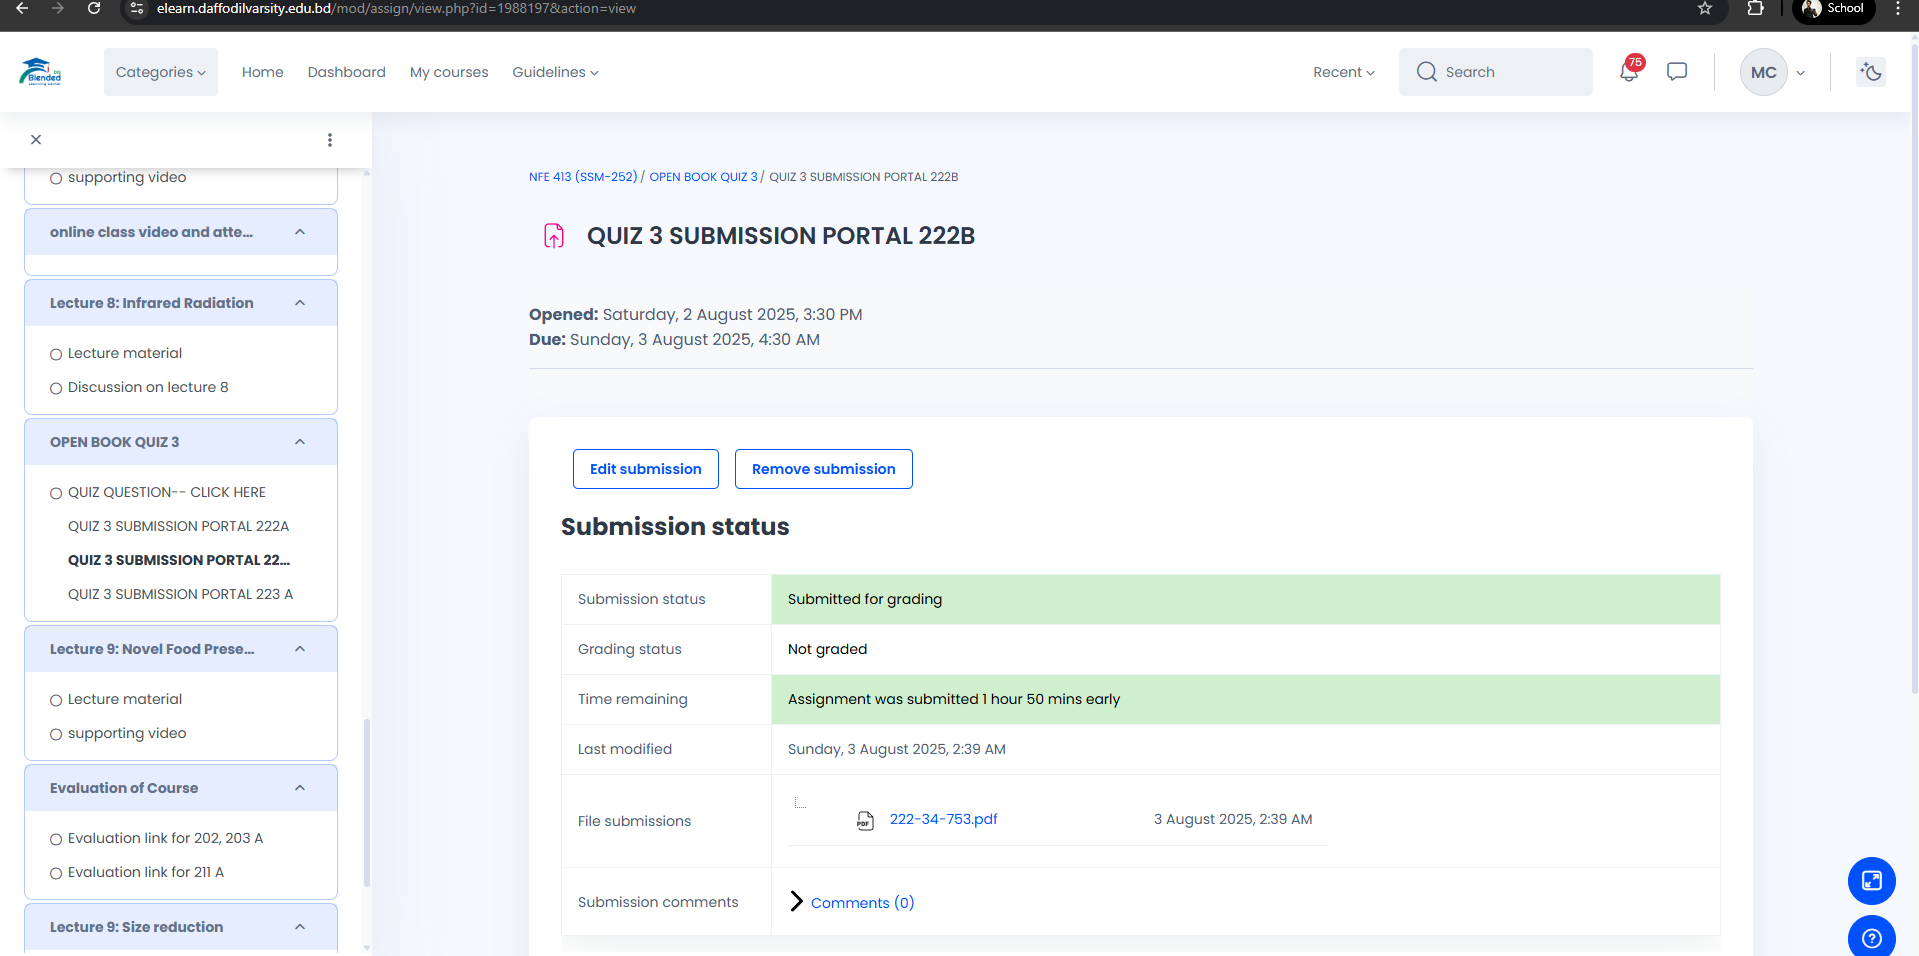 elearn.daffodilvarsity.edu.bd/mod/assign/view.php?id=1988197&action=view
School
Blended
Categories
Home
Dashboard
My courses
Guidelines
Recent
Search
75
MC
supporting video
online class video and atte...
Lecture 8: Infrared Radiation
Lecture material
Discussion on lecture 8
OPEN BOOK QUIZ 3
QUIZ QUESTION-- CLICK HERE
QUIZ 3 SUBMISSION PORTAL 222A
QUIZ 3 SUBMISSION PORTAL 22...
QUIZ 3 SUBMISSION PORTAL 223 A
Lecture 9: Novel Food Prese...
Lecture material
supporting video
Evaluation of Course
Evaluation link for 202, 203 A
Evaluation link for 211 A
Lecture 9: Size reduction
NFE 413 (SSM-252) / OPEN BOOK QUIZ 3 / QUIZ 3 SUBMISSION PORTAL 222B
QUIZ 3 SUBMISSION PORTAL 222B
Opened: Saturday, 2 August 2025, 3:30 PM
Due: Sunday, 3 August 2025, 4:30 AM
Edit submission
Remove submission
Submission status
Submission status Submitted for grading
Grading status Not graded
Time remaining Assignment was submitted 1 hour 50 mins early
Last modified Sunday, 3 August 2025, 2:39 AM
File submissions PDF 222-34-753.pdf 3 August 2025, 2:39 AM
Submission comments Comments (0)